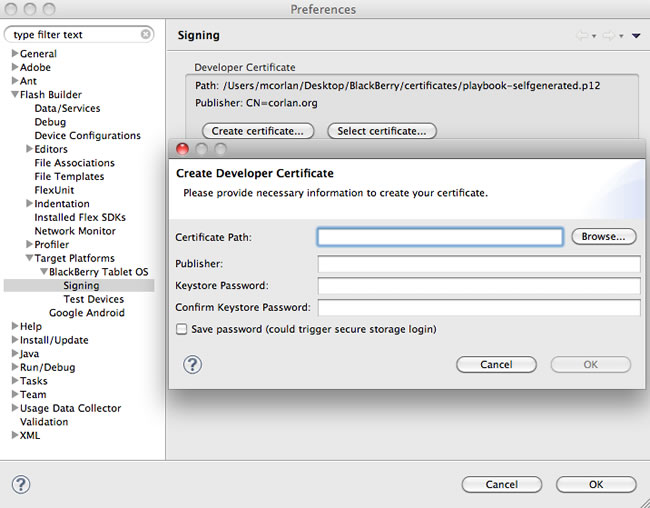 Preferences
type filter text
General
Adobe
Ant
Flash Builder
Data/Services
Debug
Device Configurations
Editors
File Associations
File Templates
FlexUnit
Indentation
Installed Flex SDKs
Network Monitor
Profiler
Target Platforms
BlackBerry Tablet OS
Signing
Test Devices
Google Android
Help
Install/Update
Java
Run/Debug
Tasks
Team
Usage Data Collector
Validation
XML
Signing
Developer Certificate
Path: /Users/mcorlan/Desktop/BlackBerry/certificates/playbook-selfgenerated.p12
Publisher: CN=corlan.org
Create certificate... Select certificate...
Create Developer Certificate
Please provide necessary information to create your certificate.
Certificate Path: Browse...
Publisher:
Keystore Password:
Confirm Keystore Password:
Save password (could trigger secure storage login)
? Cancel OK
? Cancel OK